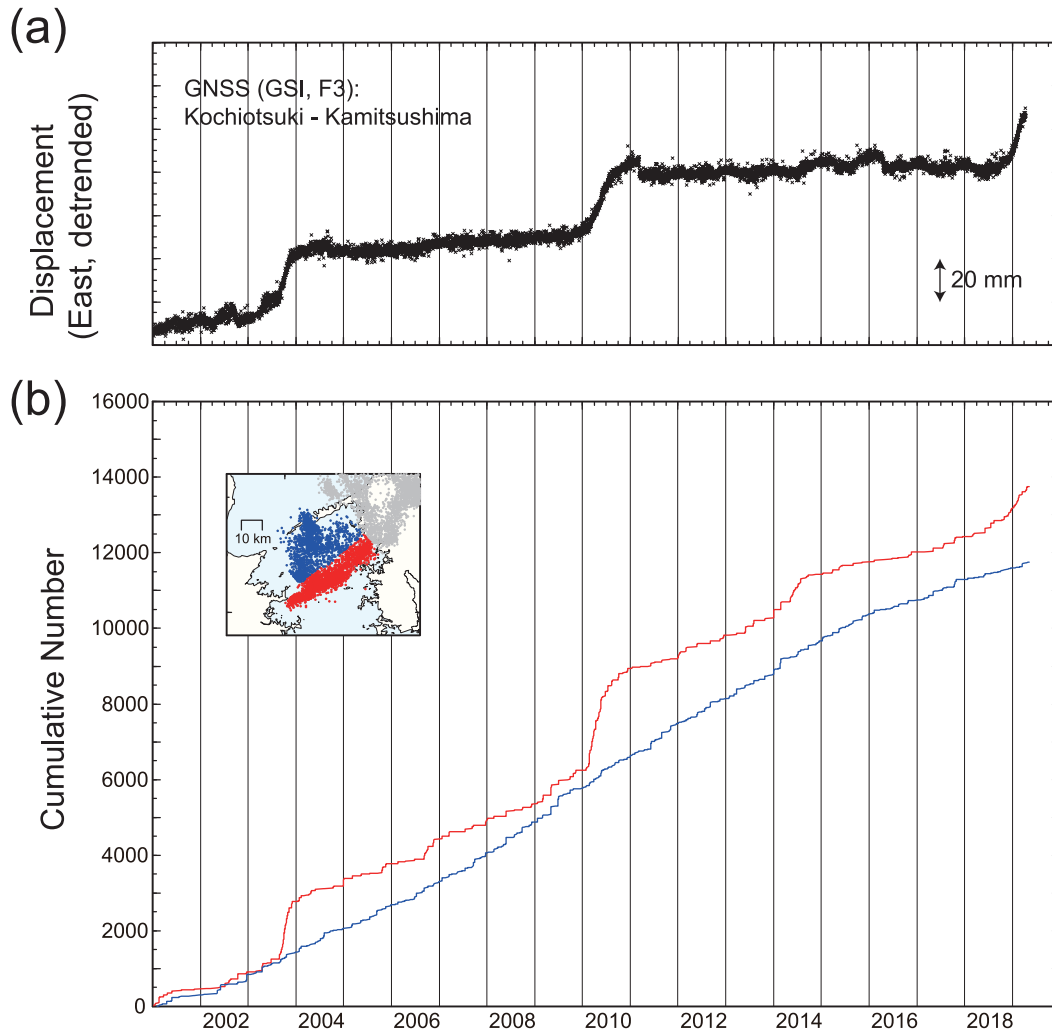 (a)
GNSS (GSI, F3):
Kochiotsuki - Kamitsushima
Displacement
(East, detrended)
20 mm
(b)
16000
14000
12000
10000
8000
6000
4000
2000
0
Cumulative Number
10 km
2002
2004
2006
2008
2010
2012
2014
2016
2018